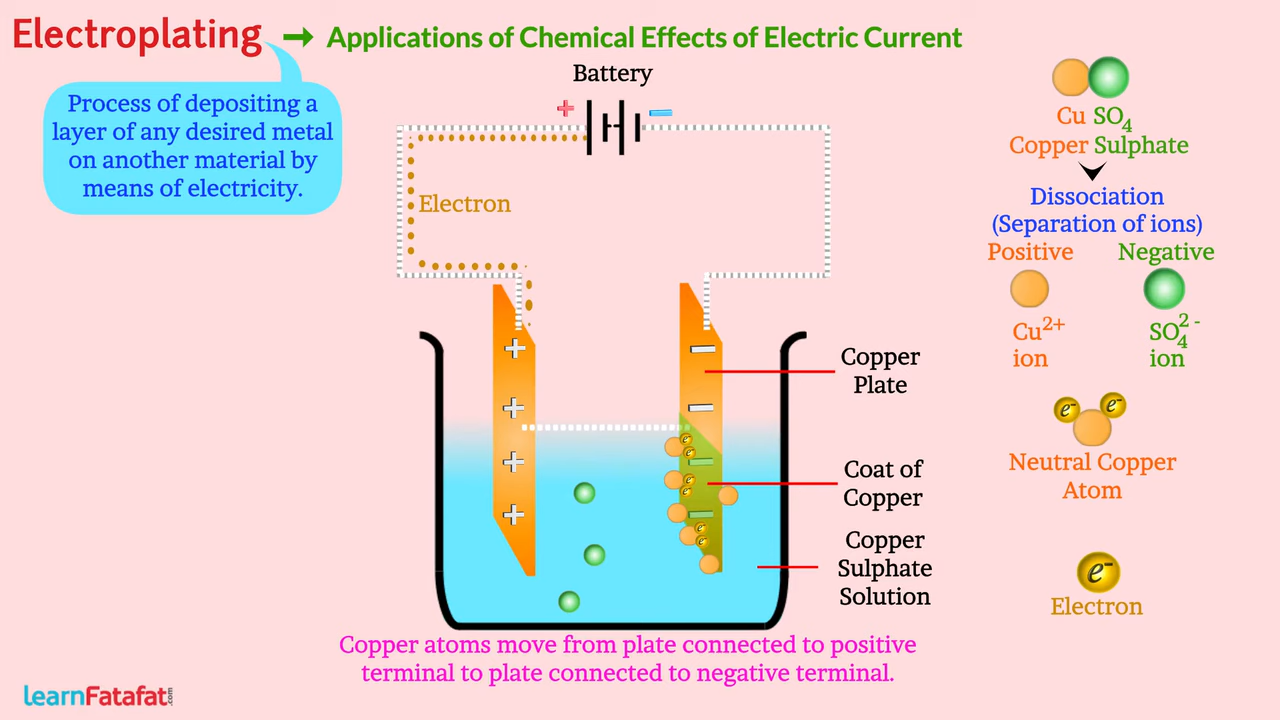 Electroplating → Applications of Chemical Effects of Electric Current
Process of depositing a
layer of any desired metal
on another material by
means of electricity.
Battery
+ −
Electron
+
+
+
+
−
−
−
−
e-
e-
e-
e-
e-
e-
Copper
Plate
Coat of
Copper
Copper
Sulphate
Solution
Copper atoms move from plate connected to positive
terminal to plate connected to negative terminal.
Cu SO4
Copper Sulphate
Dissociation
(Separation of ions)
Positive Negative
Cu2+
ion
SO4 2-
ion
e- e-
Neutral Copper
Atom
e-
Electron
learnFatafat.com